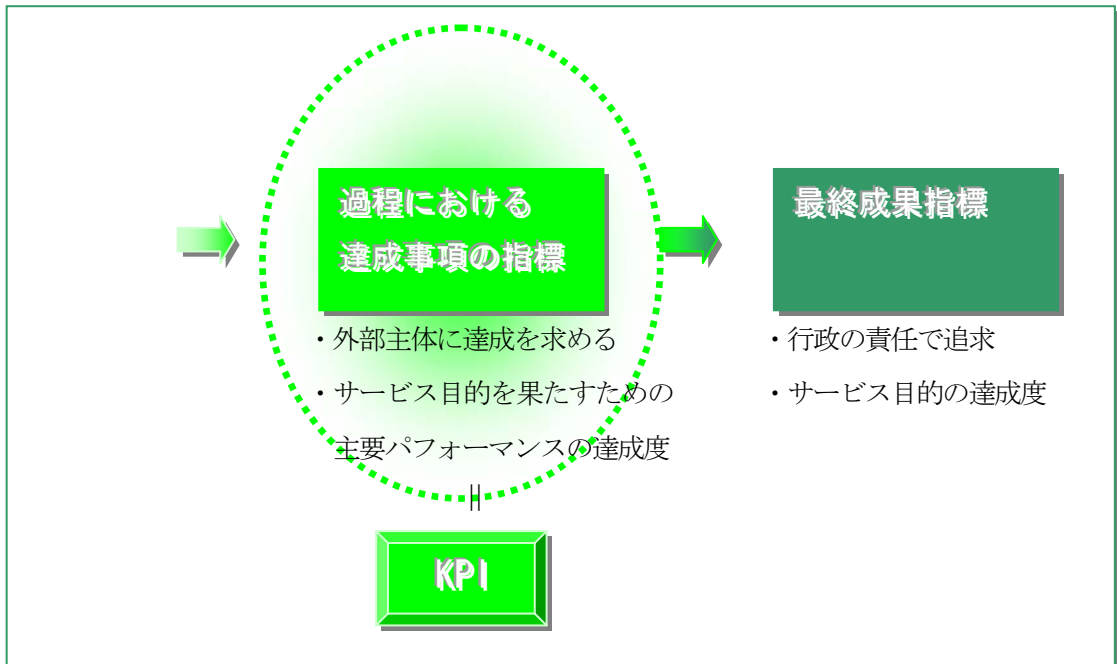 過程における
達成事項の指標
・外部主体に達成を求める
・サービス目的を果たすための
主要パフォーマンスの達成度
||
KPI
最終成果指標
・行政の責任で追求
・サービス目的の達成度